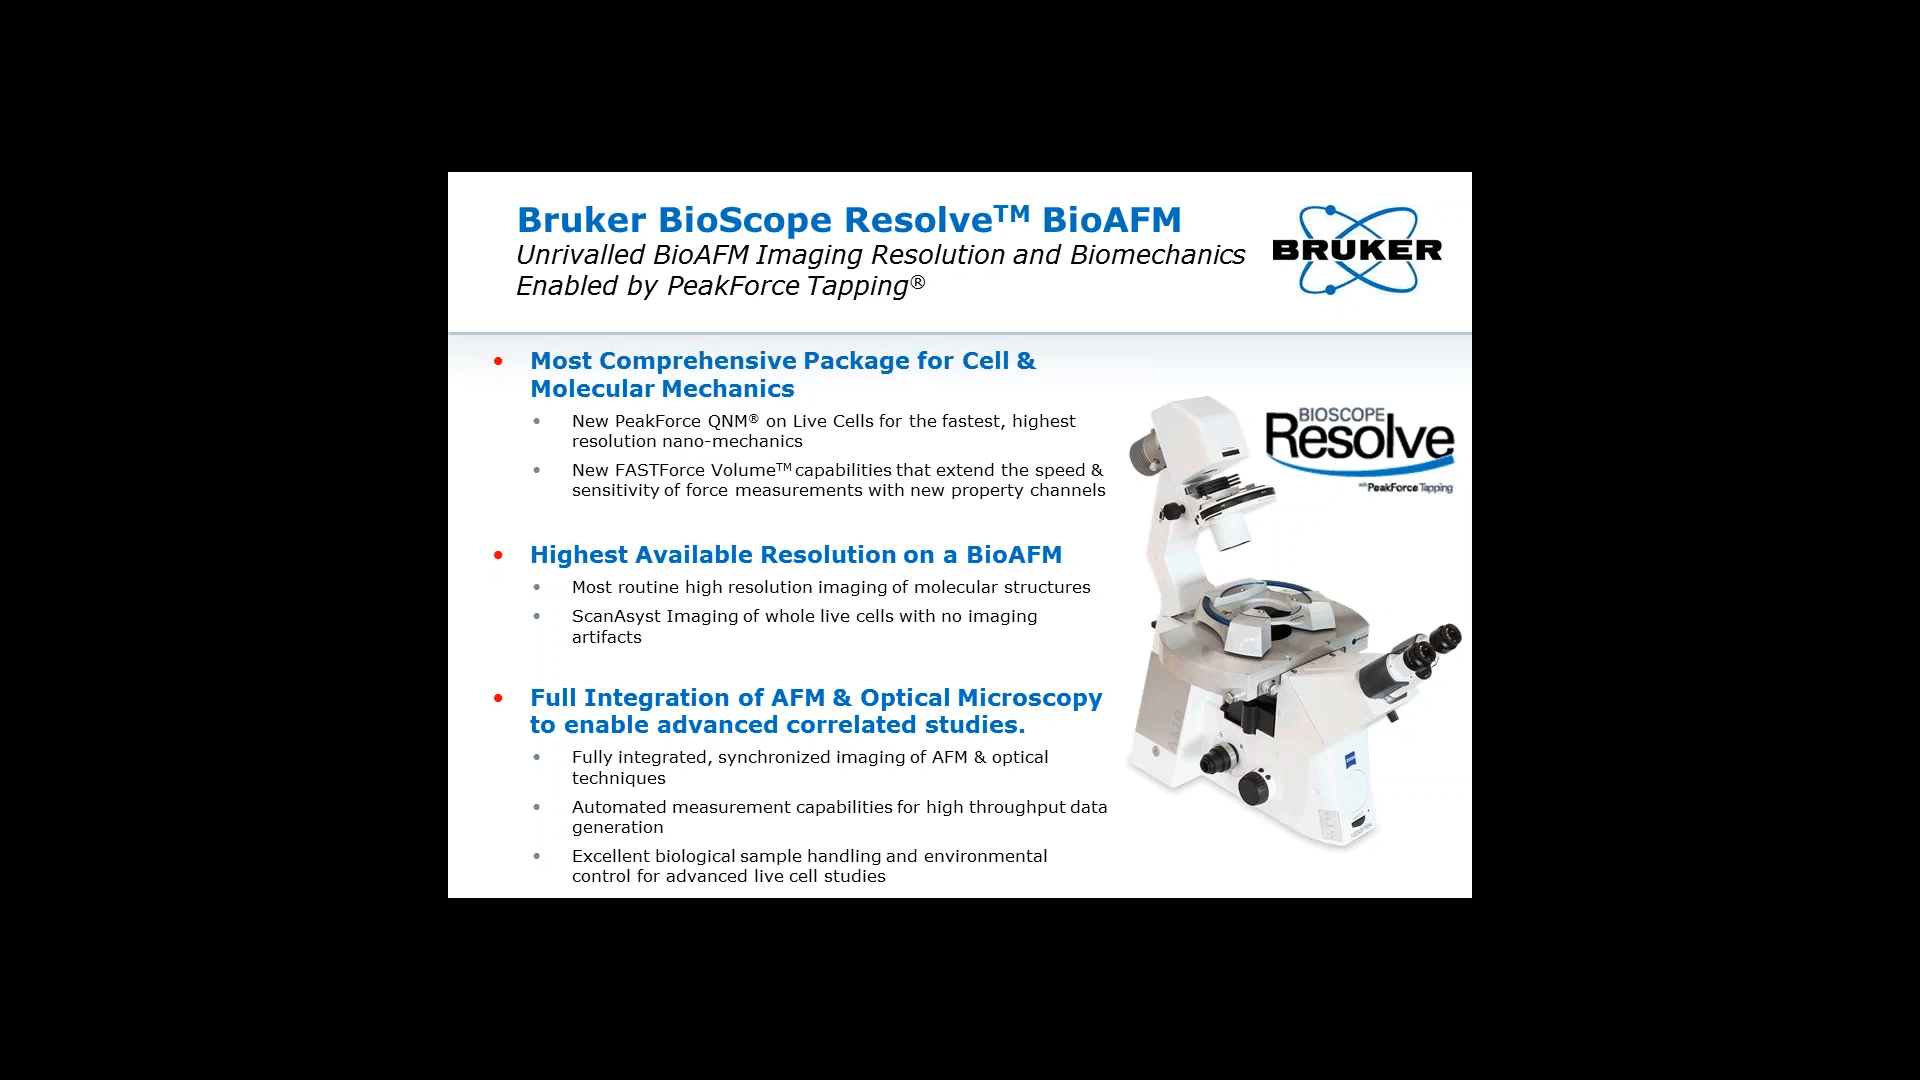 Bruker BioScope Resolve™ BioAFM
Unrivalled BioAFM Imaging Resolution and Biomechanics
Enabled by PeakForce Tapping®
BRUKER
• Most Comprehensive Package for Cell &
Molecular Mechanics
• New PeakForce QNM® on Live Cells for the fastest, highest
resolution nano-mechanics
• New FASTForce Volume™ capabilities that extend the speed &
sensitivity of force measurements with new property channels
BIOSCOPE
Resolve
with PeakForce Tapping
• Highest Available Resolution on a BioAFM
• Most routine high resolution imaging of molecular structures
• ScanAsyst Imaging of whole live cells with no imaging
artifacts
• Full Integration of AFM & Optical Microscopy
to enable advanced correlated studies.
• Fully integrated, synchronized imaging of AFM & optical
techniques
• Automated measurement capabilities for high throughput data
generation
• Excellent biological sample handling and environmental
control for advanced live cell studies